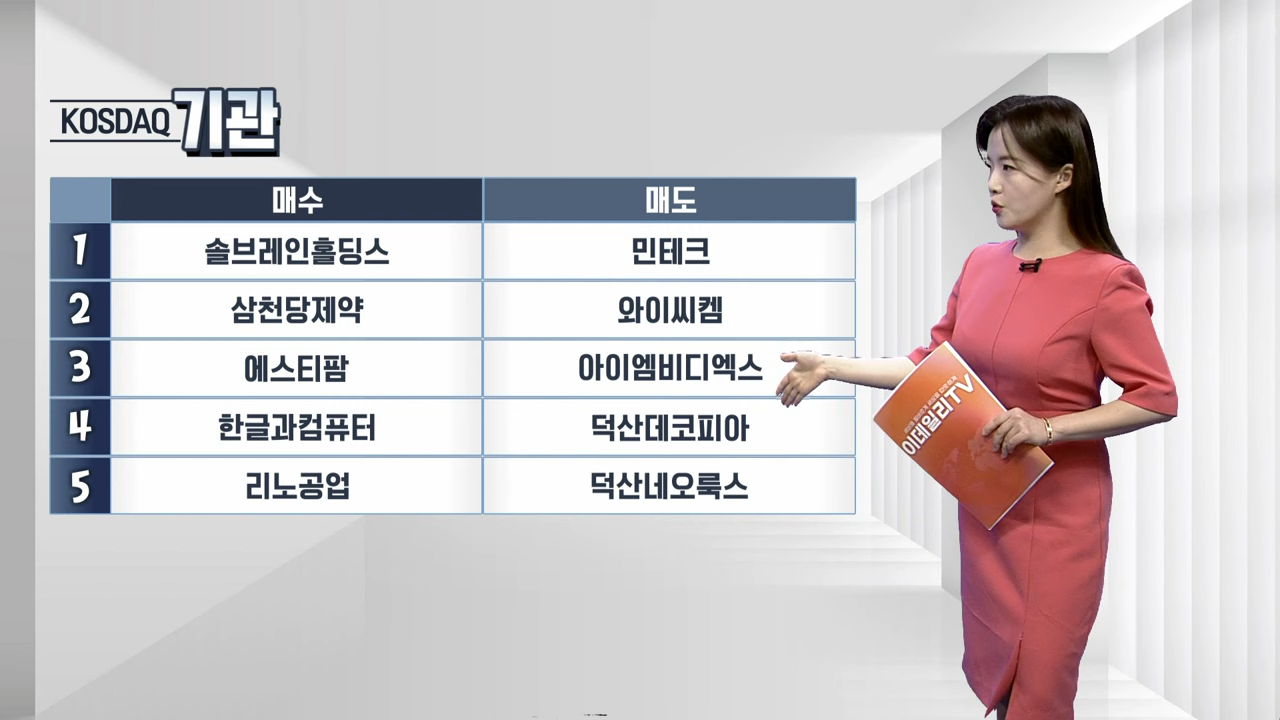 KOSDAQ 기관
매수 매도
1 솔브레인홀딩스 민테크
2 삼천당제약 와이씨켐
3 에스티팜 아이엠비디엑스
4 한글과컴퓨터 덕산데코피아
5 리노공업 덕산네오룩스
이데일리TV